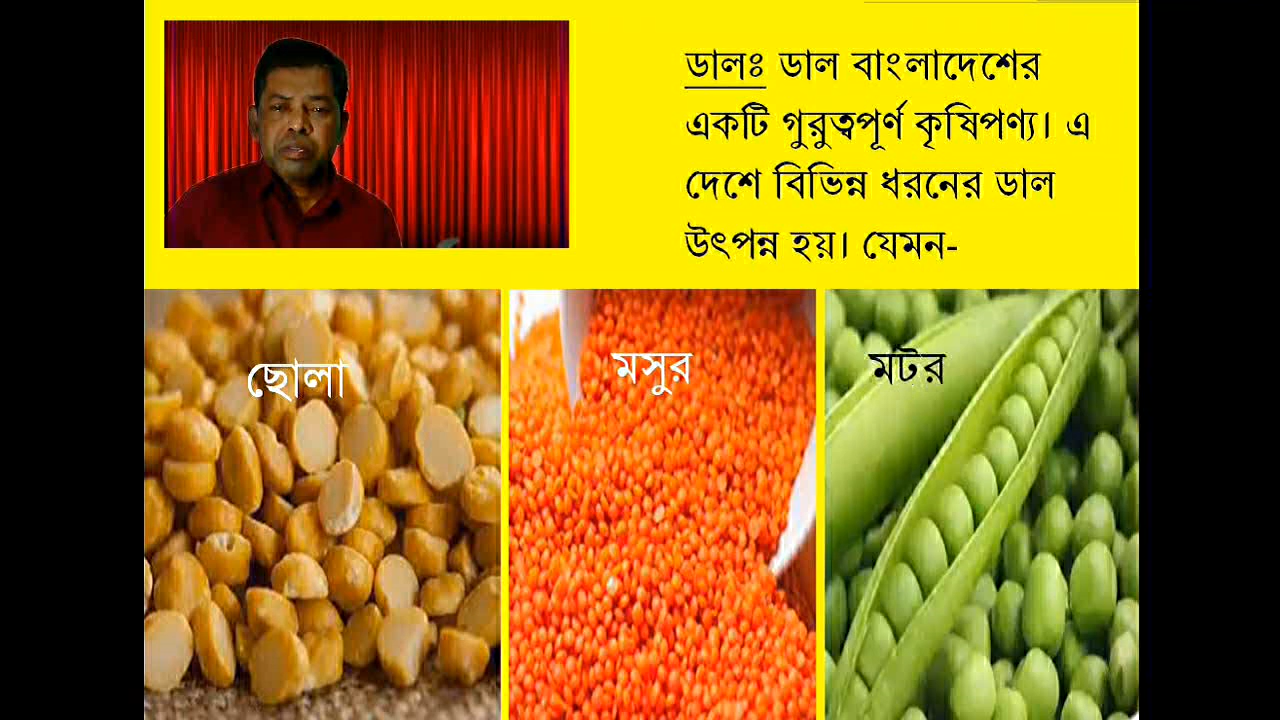 ডালঃ ডাল বাংলাদেশের
একটি গুরুত্বপূর্ণ কৃষিপণ্য। এ
দেশে বিভিন্ন ধরনের ডাল
উৎপন্ন হয়। যেমন-
ছোলা
মসুর
মটর